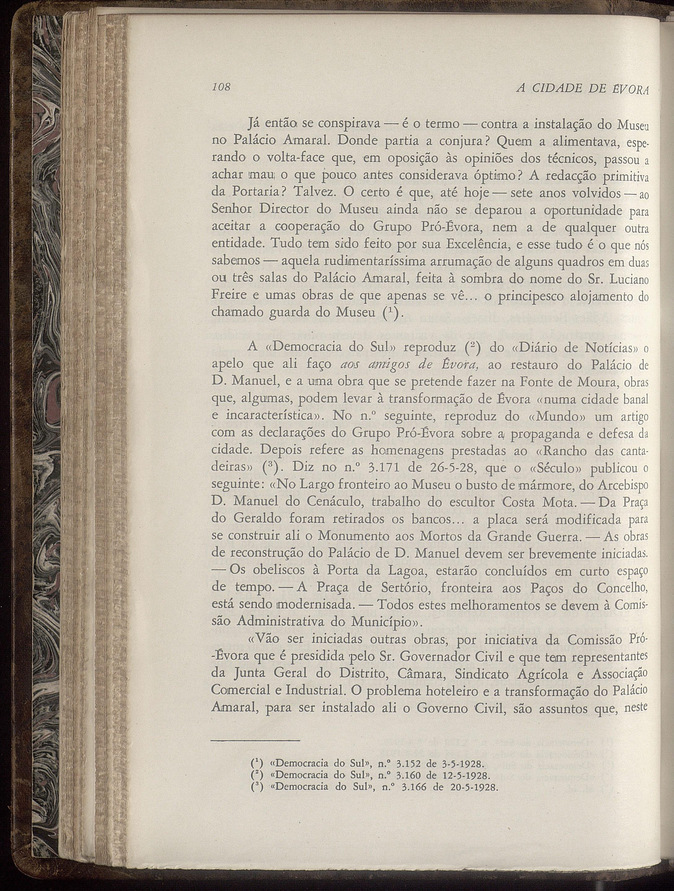 108 A CIDADE DE ÉVORA
Já então se conspirava — é o termo — contra a instalação do Museu
no Palácio Amaral. Donde partia a conjura? Quem a alimentava, espe-
rando o volta-face que, em oposição às opiniões dos técnicos, passou a
achar mau o que pouco antes considerava óptimo? A redacção primitiva
da Portaria? Talvez. O certo é que, até hoje — sete anos volvidos — ao
Senhor Director do Museu ainda não se deparou a oportunidade para
aceitar a cooperação do Grupo Pró-Évora, nem a de qualquer outra
entidade. Tudo tem sido feito por sua Excelência, e esse tudo é o que nós
sabemos — aquela rudimentaríssima arrumação de alguns quadros em duas
ou três salas do Palácio Amaral, feita à sombra do nome do Sr. Luciano
Freire e umas obras de que apenas se vê... o principesco alojamento do
chamado guarda do Museu (¹).
A «Democracia do Sul» reproduz (²) do «Diário de Notícias» o
apelo que ali faço aos amigos de Évora, ao restauro do Palácio de
D. Manuel, e a uma obra que se pretende fazer na Fonte de Moura, obras
que, algumas, podem levar à transformação de Évora «numa cidade banal
e incaracterística». No n.º seguinte, reproduz do «Mundo» um artigo
com as declarações do Grupo Pró-Évora sobre a propaganda e defesa da
cidade. Depois refere as homenagens prestadas ao «Rancho das canta-
deiras» (³). Diz no n.º 3.171 de 26-5-28, que o «Século» publicou o
seguinte: «No Largo fronteiro ao Museu o busto de mármore, do Arcebispo
D. Manuel do Cenáculo, trabalho do escultor Costa Mota. — Da Praça
do Geraldo foram retirados os bancos... a placa será modificada para
se construir ali o Monumento aos Mortos da Grande Guerra. — As obras
de reconstrução do Palácio de D. Manuel devem ser brevemente iniciadas.
— Os obeliscos à Porta da Lagoa, estarão concluídos em curto espaço
de tempo. — A Praça de Sertório, fronteira aos Paços do Concelho,
está sendo modernisada. — Todos estes melhoramentos se devem à Comis-
são Administrativa do Município».
«Vão ser iniciadas outras obras, por iniciativa da Comissão Pró-
-Évora que é presidida pelo Sr. Governador Civil e que tem representantes
da Junta Geral do Distrito, Câmara, Sindicato Agrícola e Associação
Comercial e Industrial. O problema hoteleiro e a transformação do Palácio
Amaral, para ser instalado ali o Governo Civil, são assuntos que, neste
(¹) «Democracia do Sul», n.º 3.152 de 3-5-1928.
(²) «Democracia do Sul», n.º 3.160 de 12-5-1928.
(³) «Democracia do Sul», n.º 3.166 de 20-5-1928.